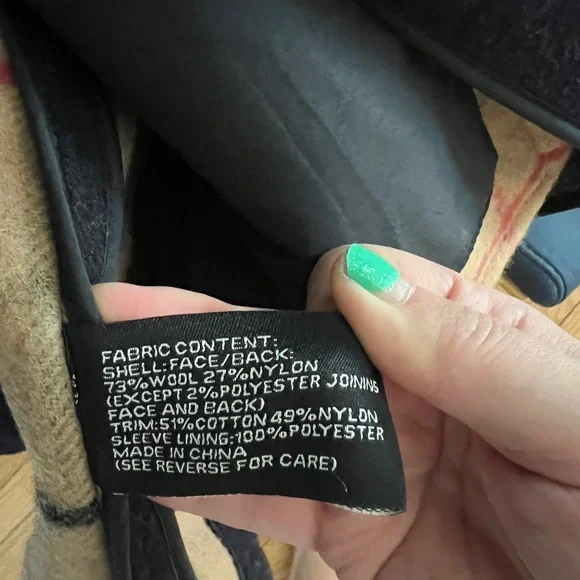 FABRIC CONTENT:
SHELL:FACE/BACK:
73%WOOL 27%NYLON
(EXCEPT 2%POLYESTER JOINING
FACE AND BACK)
TRIM:51%COTTON 49%NYLON
SLEEVE LINING:100%POLYESTER
MADE IN CHINA
(SEE REVERSE FOR CARE)